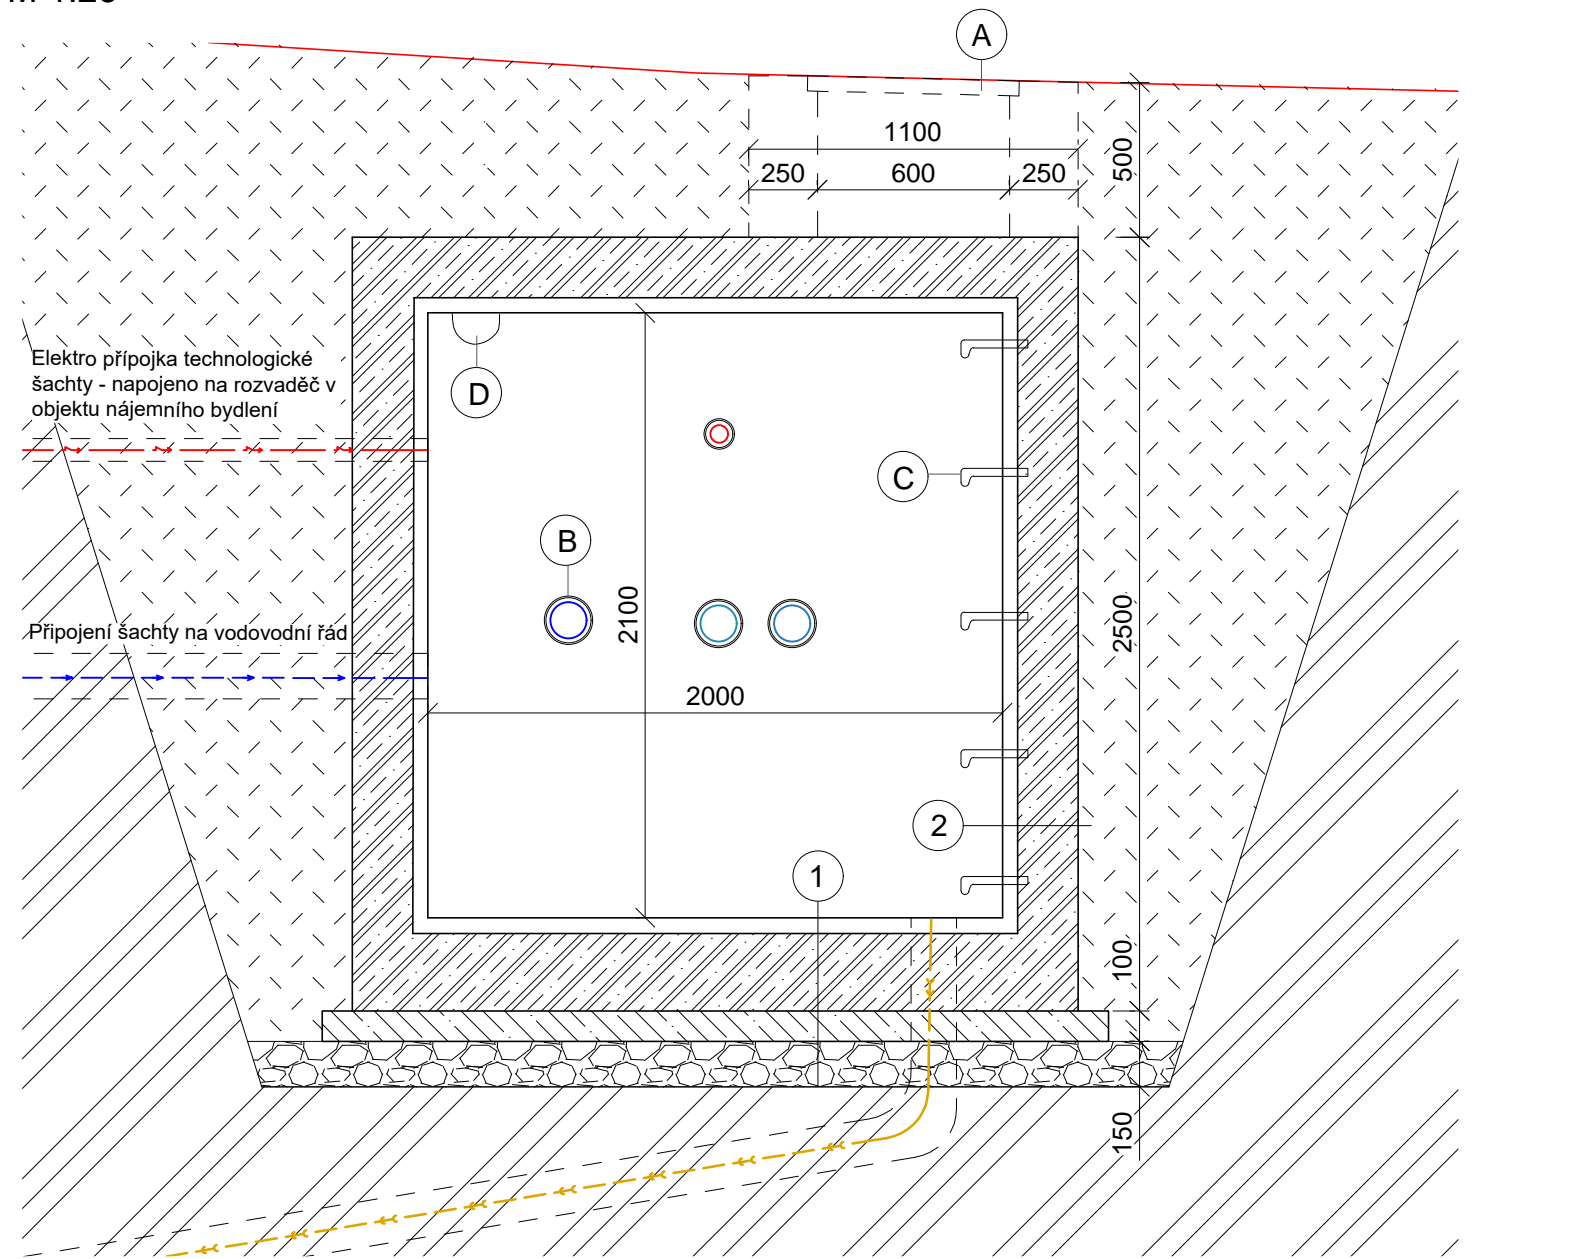 A
1100
250
600
250
500
Elektro přípojka technologické
šachty - napojeno na rozvaděč v
objektu nájemního bydlení
D
C
B
2100
2500
Připojení šachty na vodovodní řád
2000
2
1
100
150